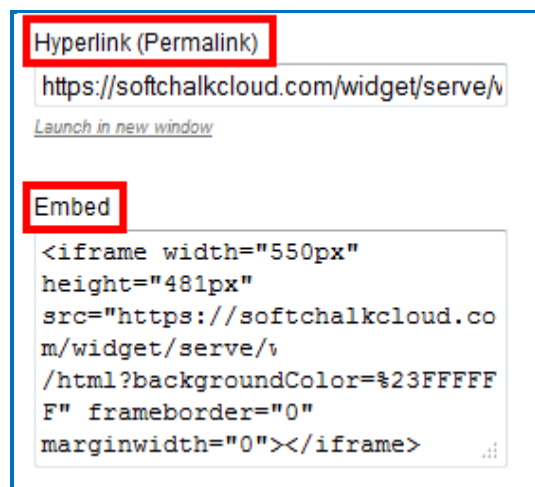 Hyperlink (Permalink)
https://softchalkcloud.com/widget/serve/v
Launch in new window
Embed
<iframe width="550px"
height="481px"
src="https://softchalkcloud.co
m/widget/serve/v
/html?backgroundColor=%23FFFFF
F" frameborder="0"
marginwidth="0"></iframe>